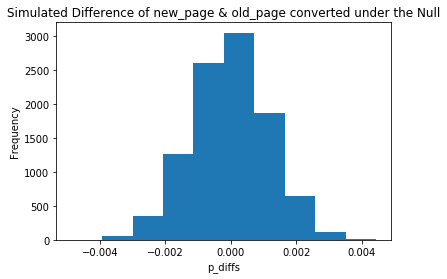 Simulated Difference of new_page & old_page converted under the Null
3000
2500
2000
1500
1000
500
0
Frequency
−0.004 −0.002 0.000 0.002 0.004
p_diffs